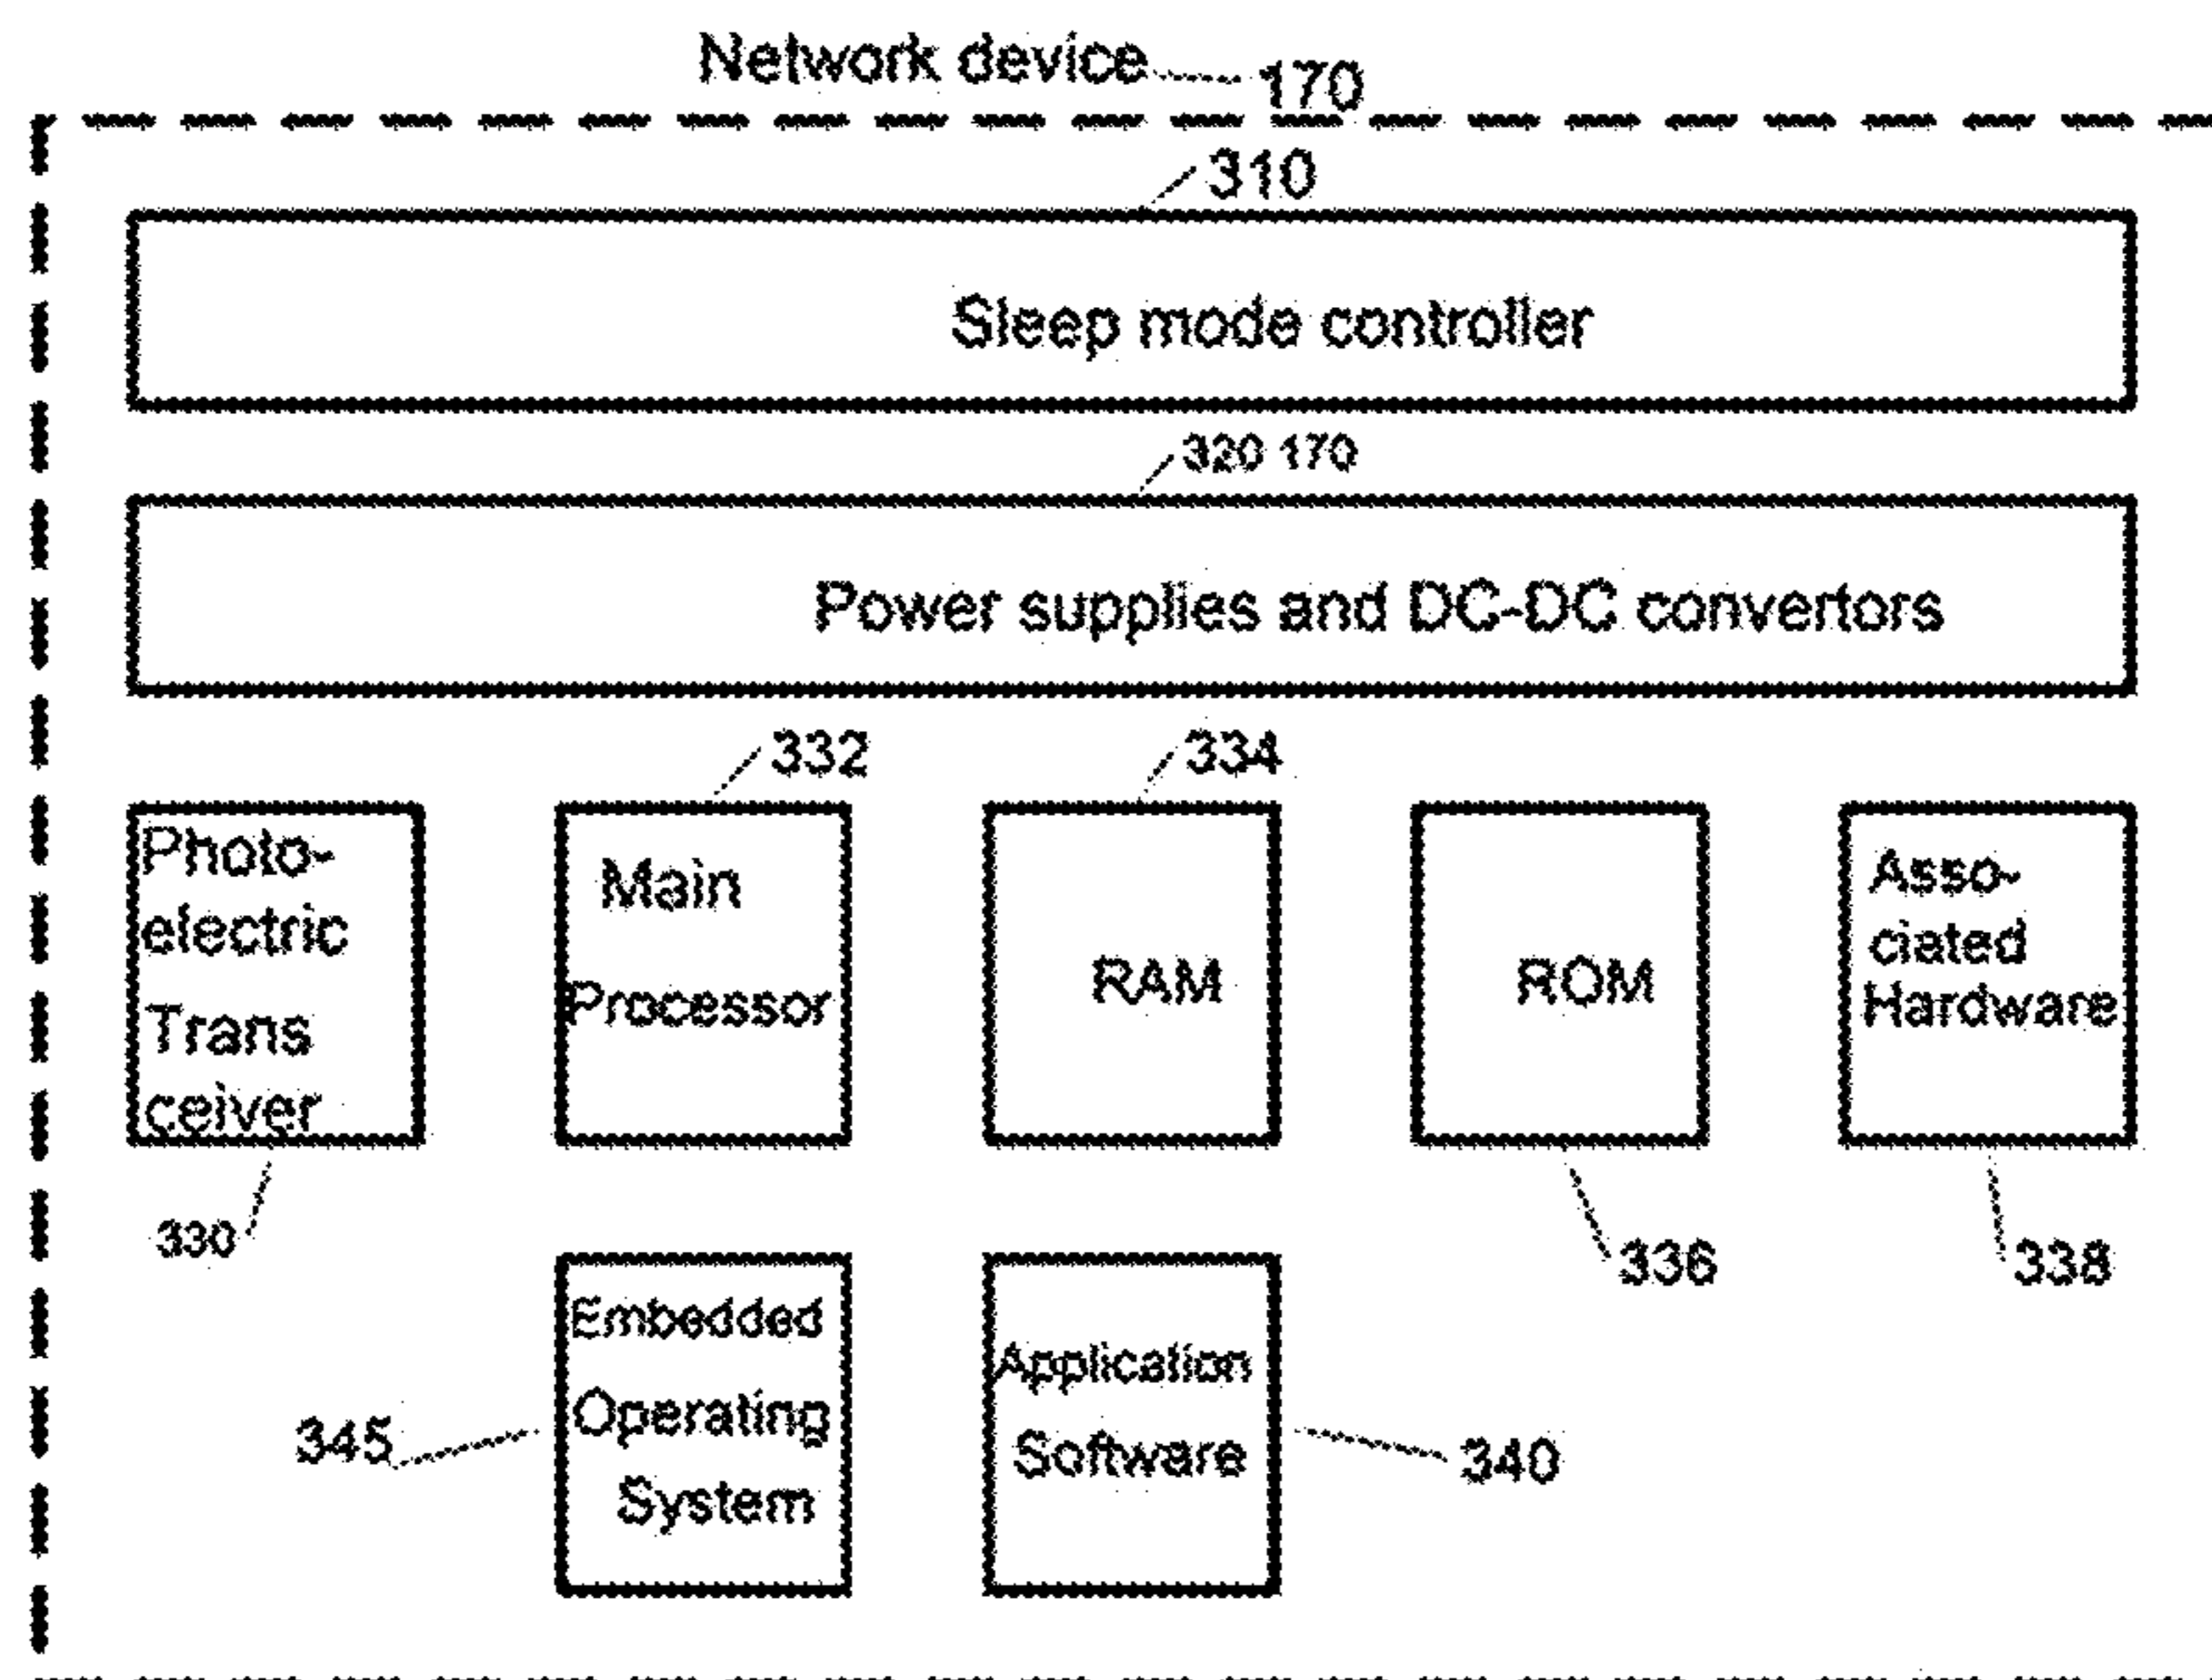 Network device 170
310
Sleep mode controller
320 170
Power supplies and DC-DC convertors
332
334
Photo-
electric
Trans
ceiver
Main
Processor
RAM
ROM
Asso-
ciated
Hardware
330
336
338
Embedded
Operating
System
345
Application
Software
340